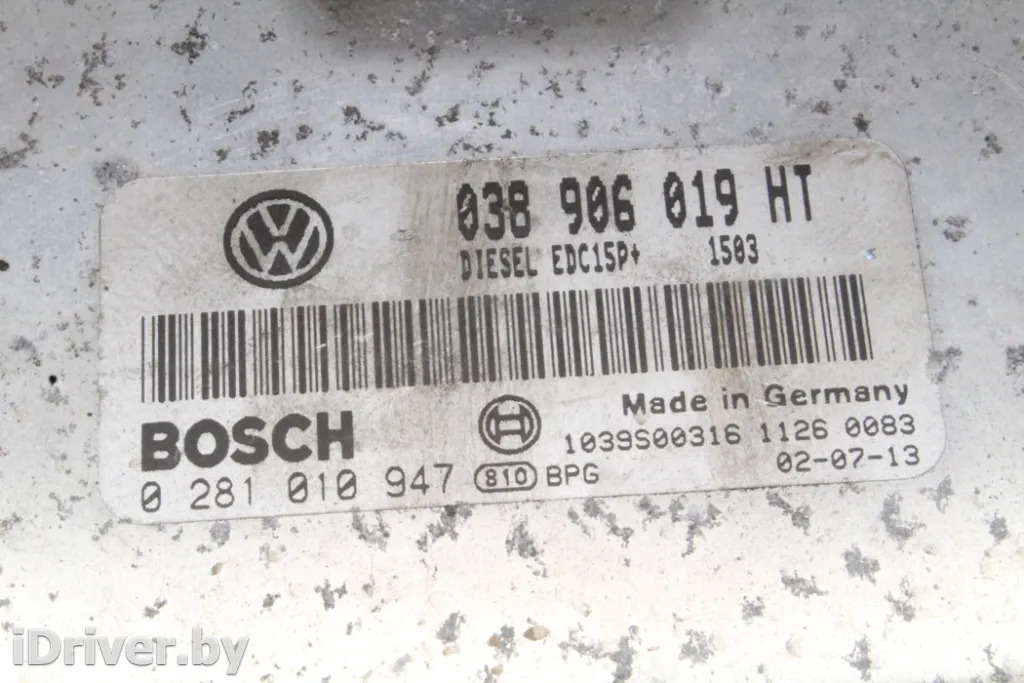 038 906 019 HT
DIESEL EDC15P+ 1503
Made in Germany
BOSCH
1039S00316 1126 0083
0 281 010 947 810 BPG
02-07-13
iDriver.by